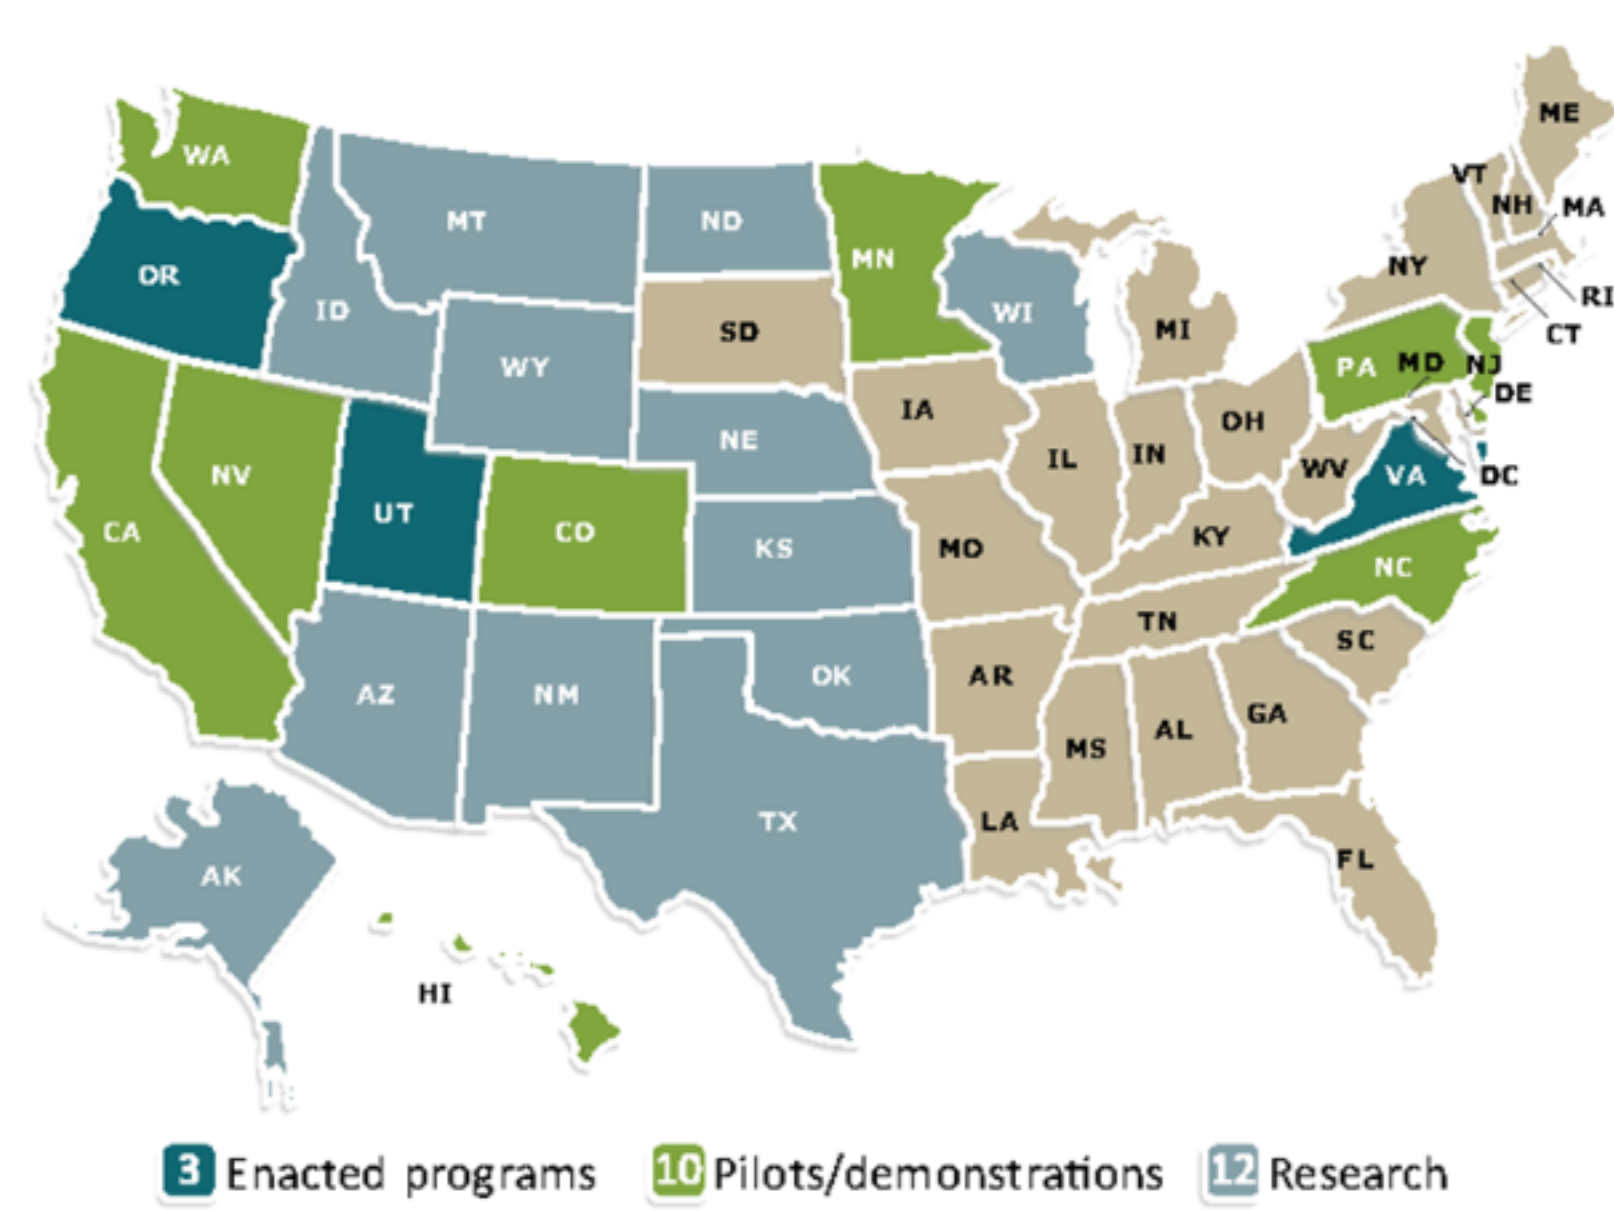 ME
WA
VT
NH
MA
MT
ND
MN
NY
OR
RI
ID
WI
SD
MI
CT
WY
PA
MD
NJ
DE
IA
OH
NE
IL
IN
WV
VA
DC
NV
UT
CA
CO
KS
MO
KY
NC
TN
SC
AZ
NM
OK
AR
GA
MS
AL
TX
LA
FL
AK
HI
3 Enacted programs 10 Pilots/demonstrations 12 Research